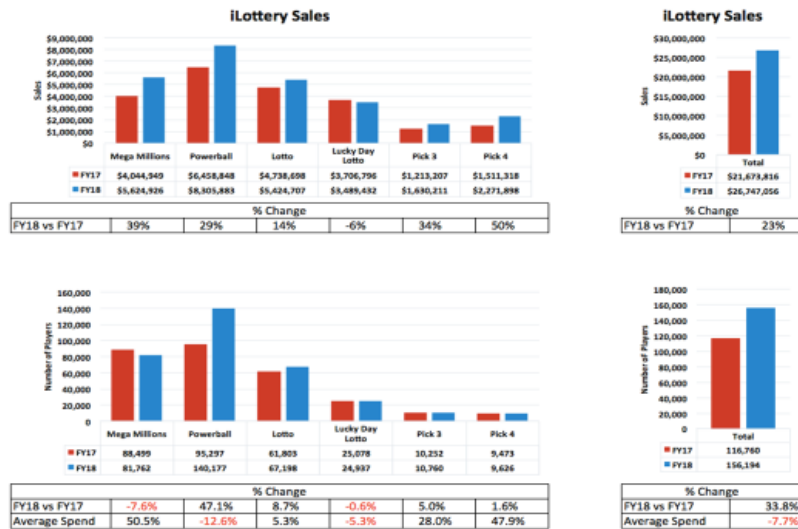 iLottery Sales
$9,000,000
$8,000,000
$7,000,000
$6,000,000
$5,000,000
$4,000,000
$3,000,000
$2,000,000
$1,000,000
$0
Sales
Mega Millions Powerball Lotto Lucky Day Lotto Pick 3 Pick 4
FY17 $4,044,949 $6,458,848 $4,738,698 $3,706,796 $1,213,207 $1,511,318
FY18 $5,624,926 $8,305,883 $5,424,707 $3,489,432 $1,630,211 $2,271,898
% Change
FY18 vs FY17 39% 29% 14% -6% 34% 50%
iLottery Sales
$30,000,000
$25,000,000
$20,000,000
$15,000,000
$10,000,000
$5,000,000
$0
Sales
Total
FY17 $21,673,816
FY18 $26,747,056
% Change
FY18 vs FY17 23%
160,000
140,000
120,000
100,000
80,000
60,000
40,000
20,000
0
Number of Players
Mega Millions Powerball Lotto Lucky Day Lotto Pick 3 Pick 4
FY17 88,499 95,297 61,803 25,078 10,252 9,473
FY18 81,762 140,177 67,198 24,937 10,760 9,626
% Change
FY18 vs FY17 -7.6% 47.1% 8.7% -0.6% 5.0% 1.6%
Average Spend 50.5% -12.6% 5.3% -5.3% 28.0% 47.9%
180,000
160,000
140,000
120,000
100,000
80,000
60,000
40,000
20,000
0
Number of Players
Total
FY17 116,760
FY18 156,194
% Change
FY18 vs FY17 33.8%
Average Spend -7.7%